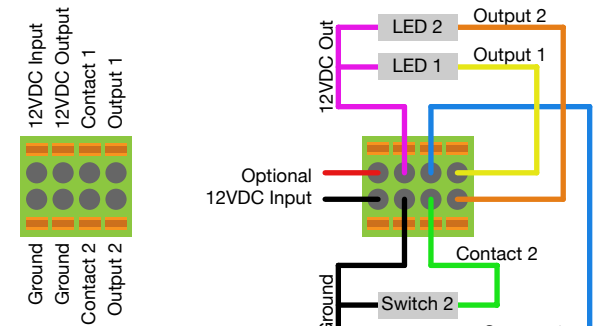 12VDC Input
12VDC Output
Contact 1
Output 1
Ground
Ground
Contact 2
Output 2
12VDC Out
LED 2
Output 2
LED 1
Output 1
Optional
12VDC Input
Contact 2
Ground
Switch 2